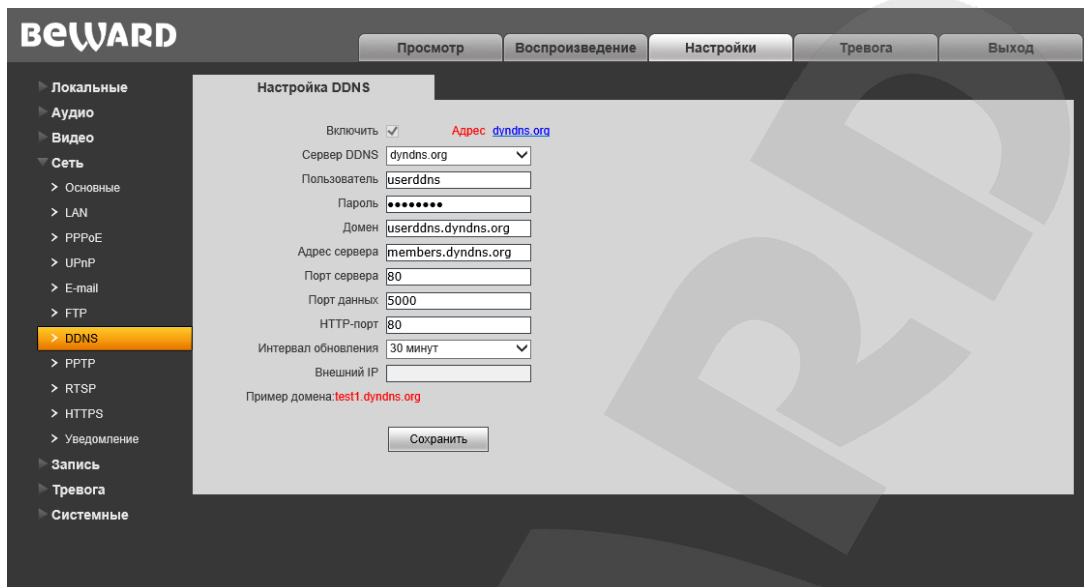 BEWARD
Просмотр Воспроизведение Настройки Тревога Выход
Локальные
Аудио
Видео
Сеть
Основные
LAN
PPPoE
UPnP
E-mail
FTP
DDNS
PPTP
RTSP
HTTPS
Уведомление
Запись
Тревога
Системные
Настройка DDNS
Включить Адрес dyndns.org
Сервер DDNS dyndns.org
Пользователь userddns
Пароль ••••••••
Домен userddns.dyndns.org
Адрес сервера members.dyndns.org
Порт сервера 80
Порт данных 5000
HTTP-порт 80
Интервал обновления 30 минут
Внешний IP
Пример домена:test1.dyndns.org
Сохранить